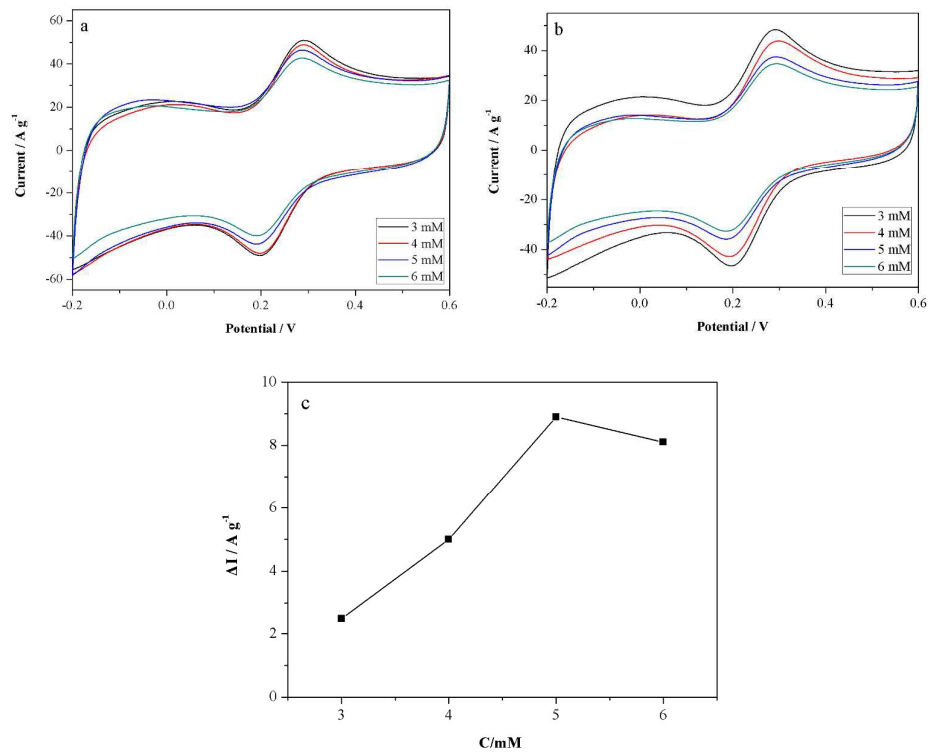 a
60
40
20
0
-20
-40
-60
Current / A g⁻¹
3 mM
4 mM
5 mM
6 mM
-0.2 0.0 0.2 0.4 0.6
Potential / V
b
40
20
0
-20
-40
Current / A g⁻¹
3 mM
4 mM
5 mM
6 mM
-0.2 0.0 0.2 0.4 0.6
Potential / V
c
10
8
6
4
2
0
ΔI / A g⁻¹
3 4 5 6
C/mM